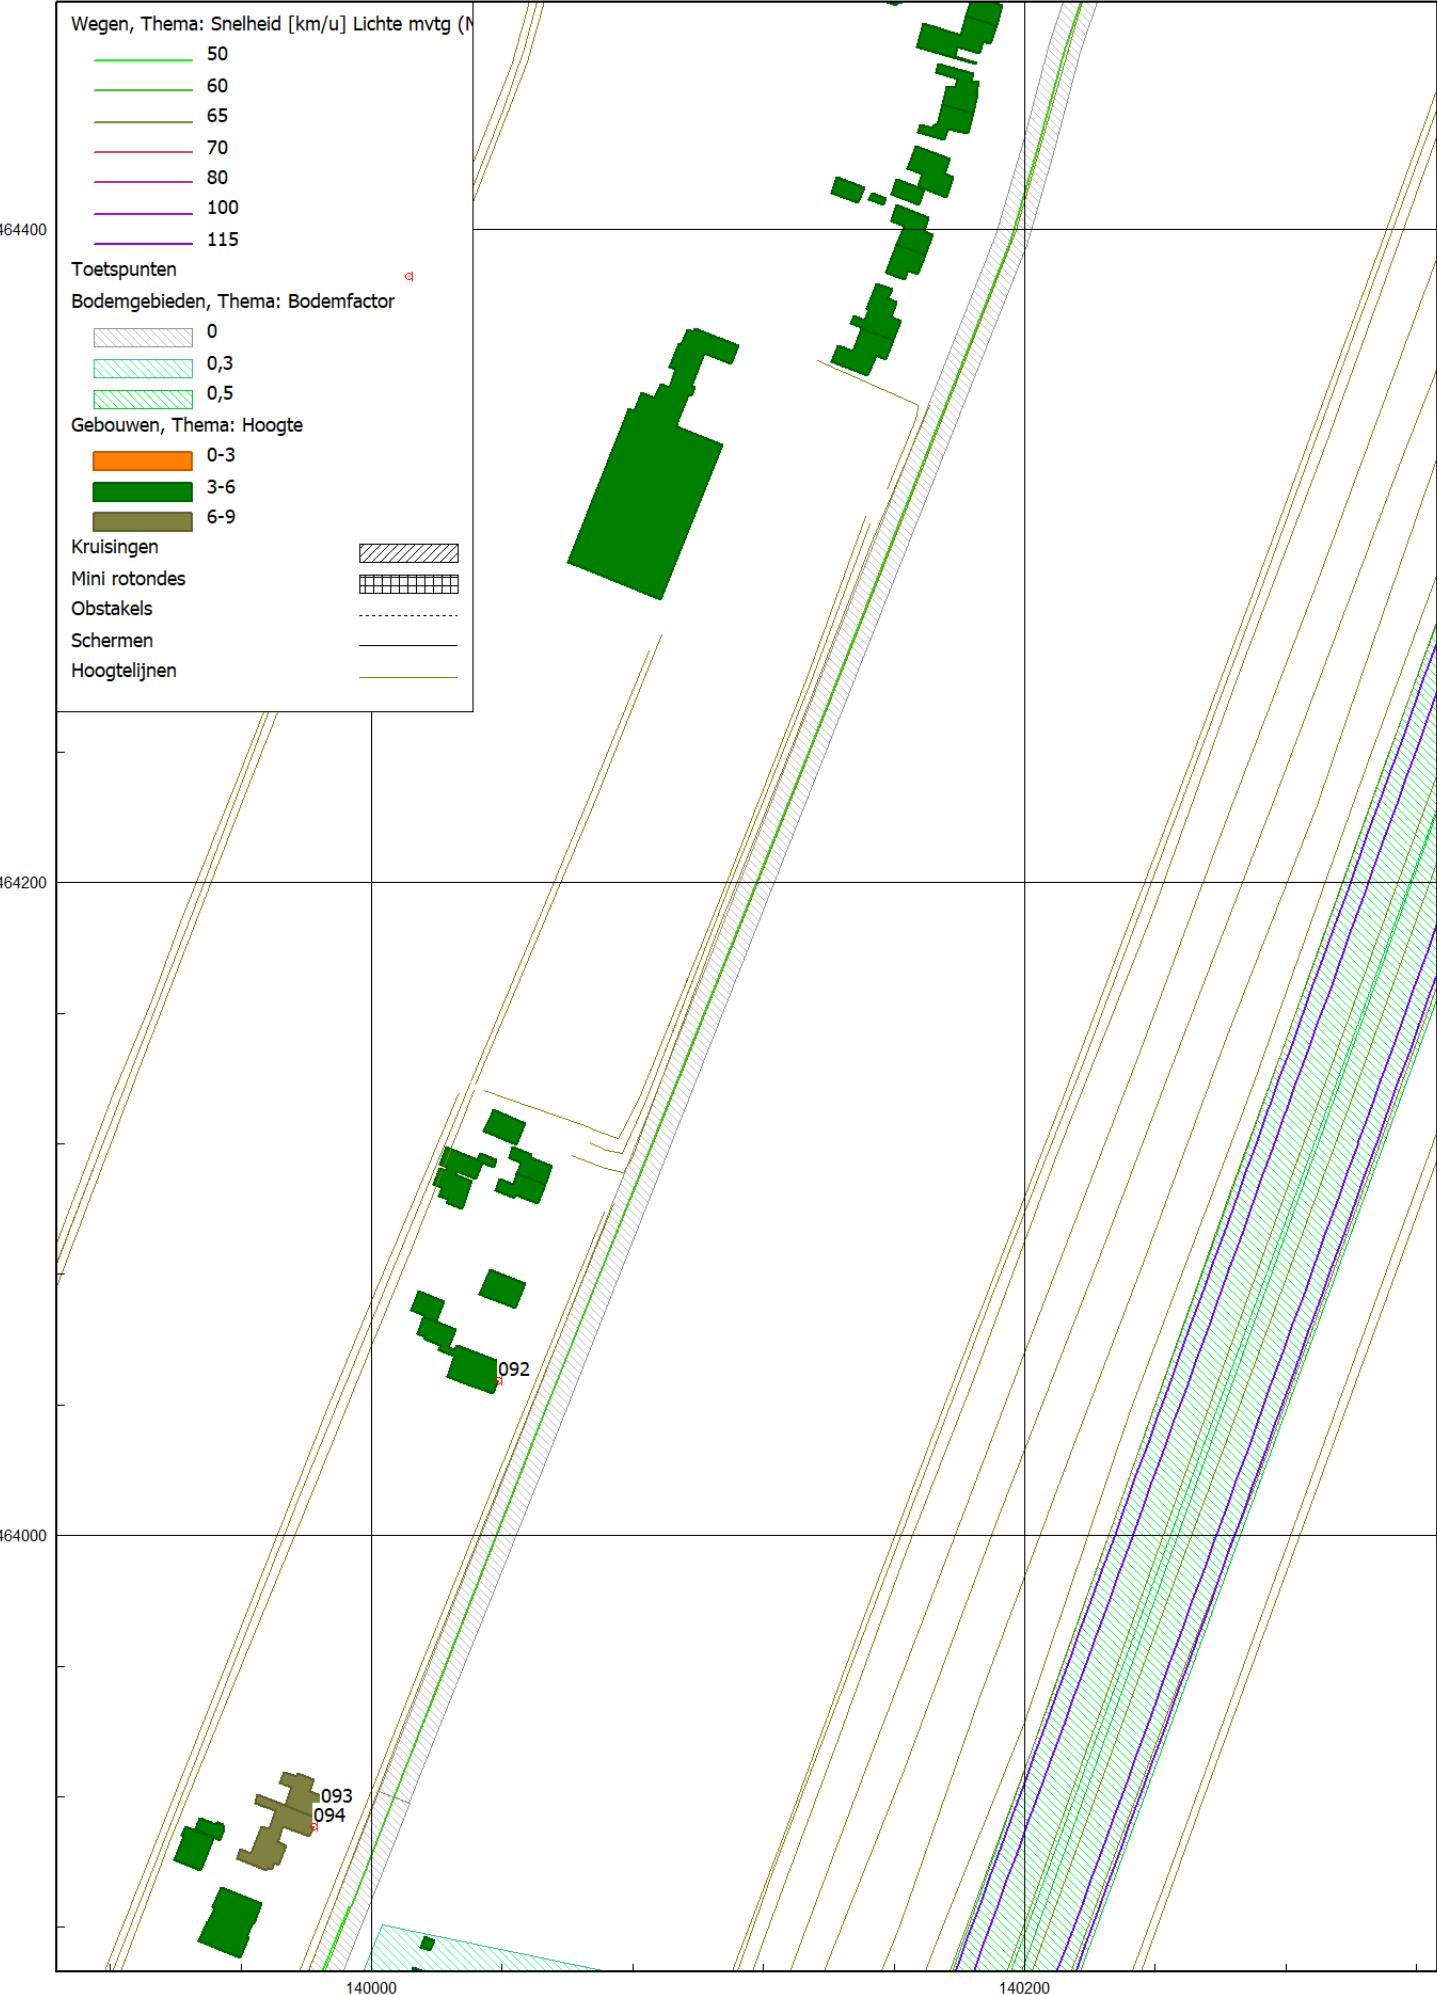 Wegen, Thema: Snelheid [km/u] Lichte mvtg
50
60
65
70
80
100
115
Toetspunten
Bodemgebieden, Thema: Bodemfactor
0
0,3
0,5
Gebouwen, Thema: Hoogte
0-3
3-6
6-9
Kruisingen
Mini rotondes
Obstakels
Schermen
Hoogtelijnen
464400
464200
464000
092
093
094
140000
140200